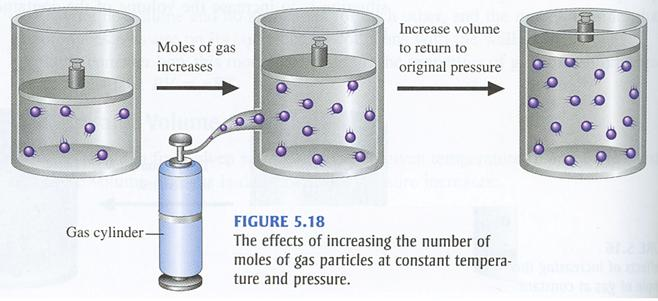 Moles of gas
increases
Increase volume
to return to
original pressure
Gas cylinder
FIGURE 5.18
The effects of increasing the number of
moles of gas particles at constant tempera-
ture and pressure.